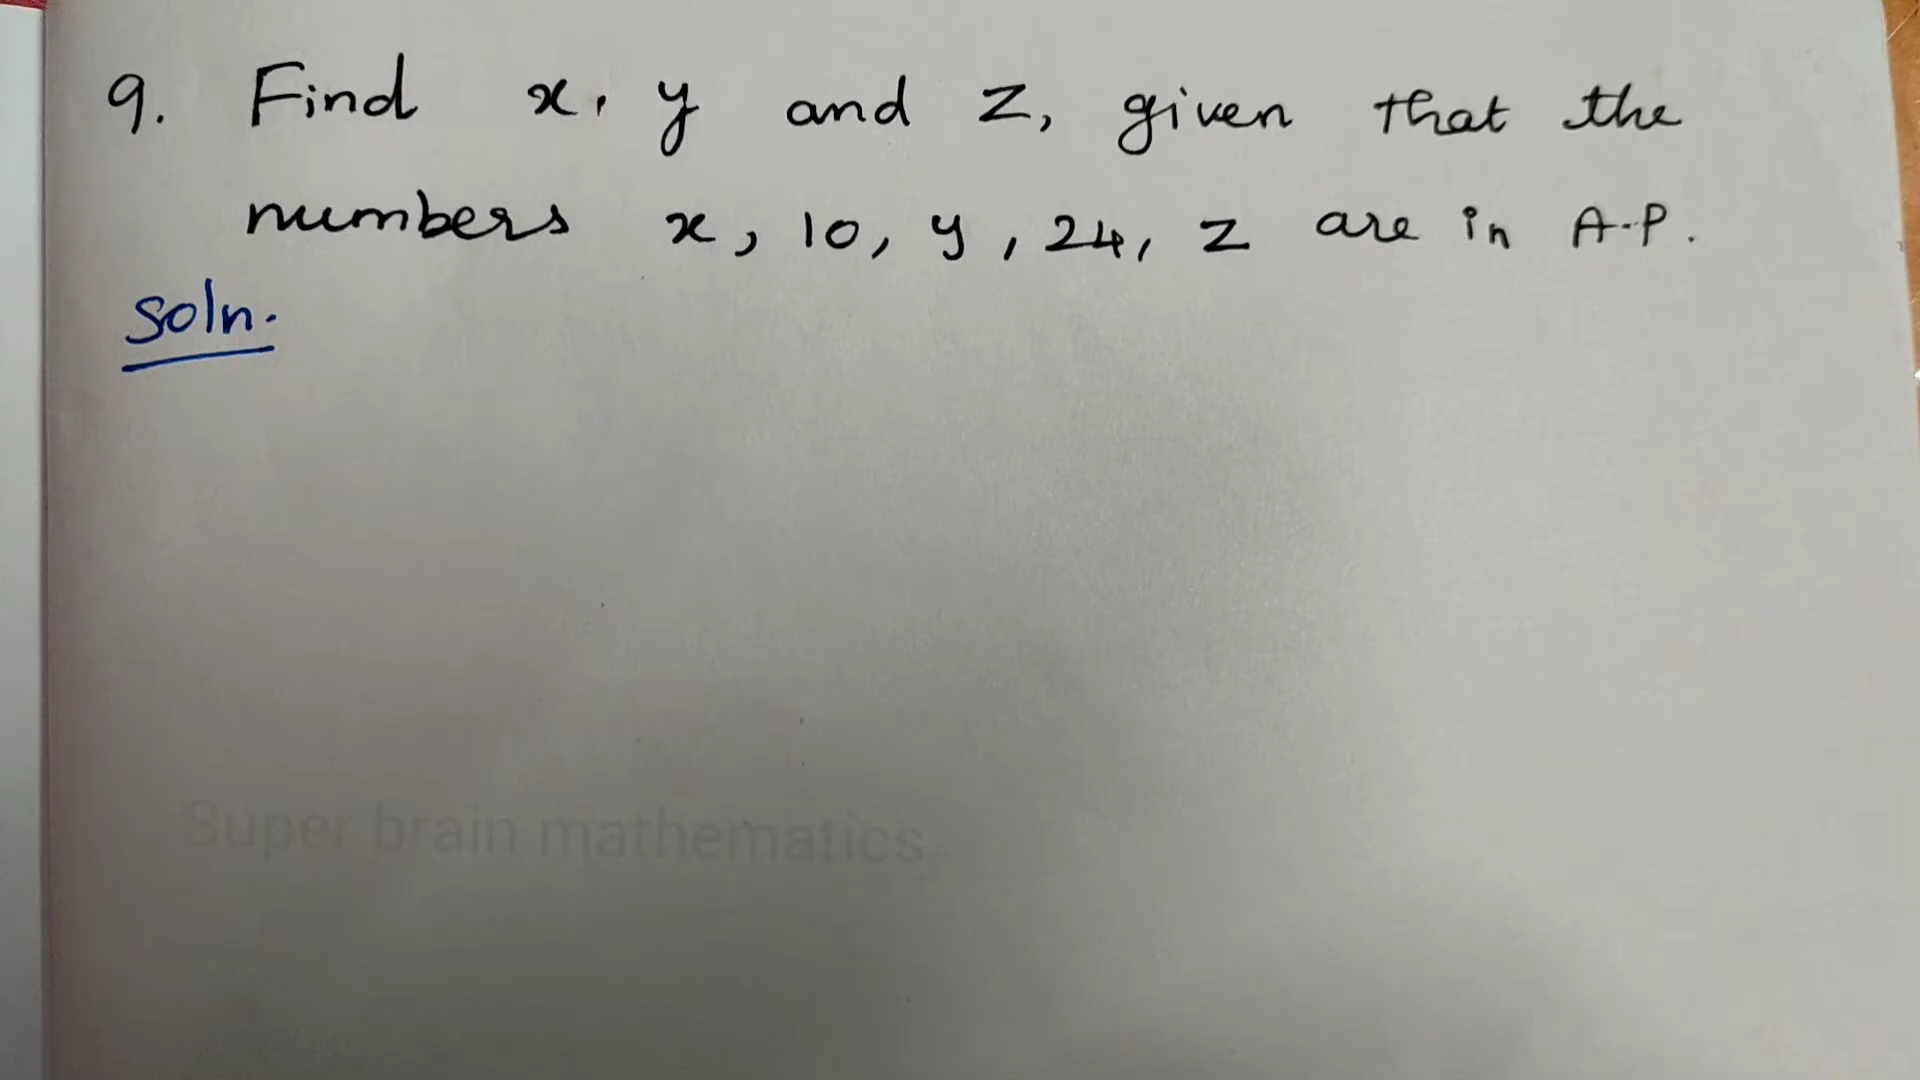 9. Find x, y and z, given that the
numbers x, 10, y, 24, z are in A.P.
Soln.
Super brain mathematics